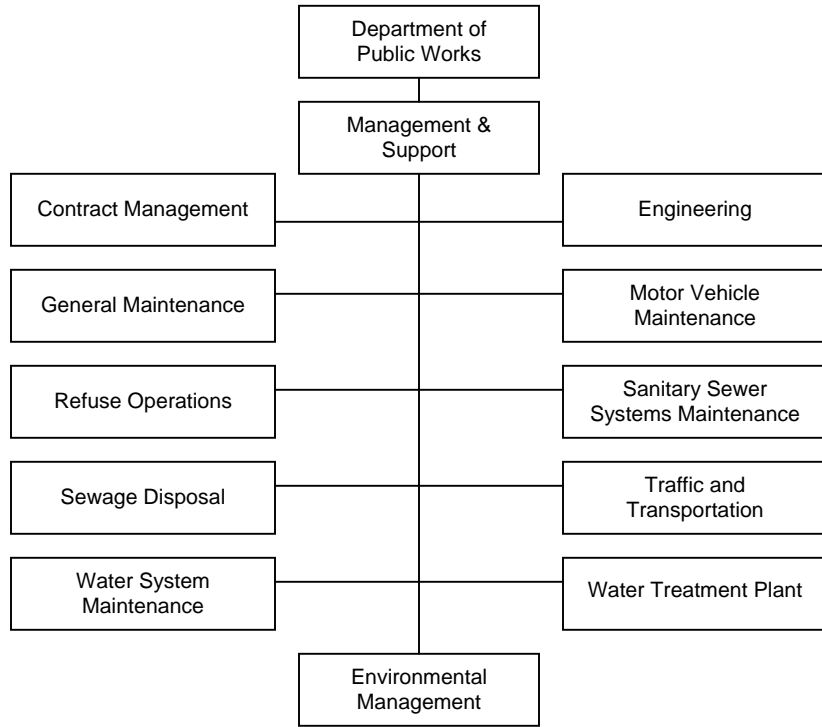 Department of
Public Works
Management &
Support
Contract Management
Engineering
General Maintenance
Motor Vehicle
Maintenance
Refuse Operations
Sanitary Sewer
Systems Maintenance
Sewage Disposal
Traffic and
Transportation
Water System
Maintenance
Water Treatment Plant
Environmental
Management